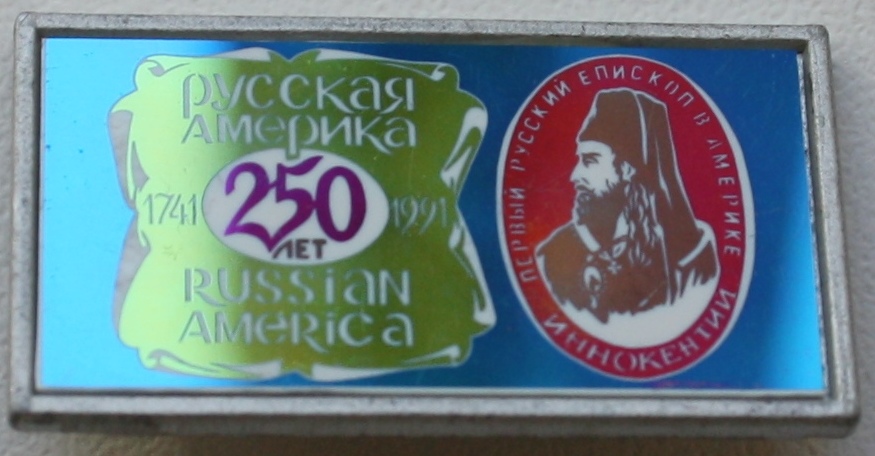 Русская
Америка
1741 250 1991
лет
Russian
America
ПЕРВЫЙ РУССКИЙ ЕПИСКОП В АМЕРИКЕ
ИННОКЕНТИЙ